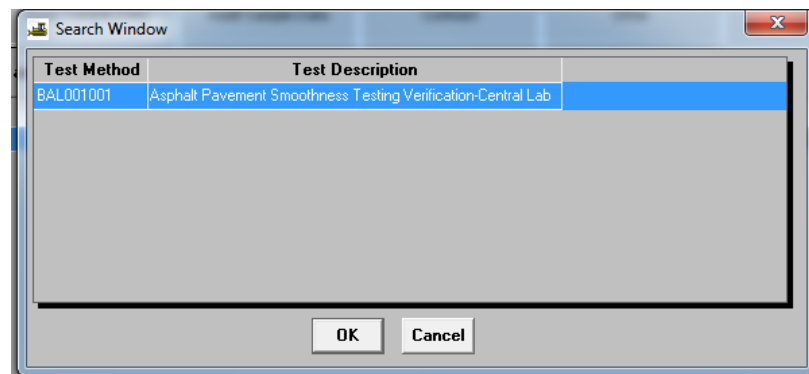 Search Window
Test Method Test Description
BAL001001 Asphalt Pavement Smoothness Testing Verification-Central Lab
OK Cancel